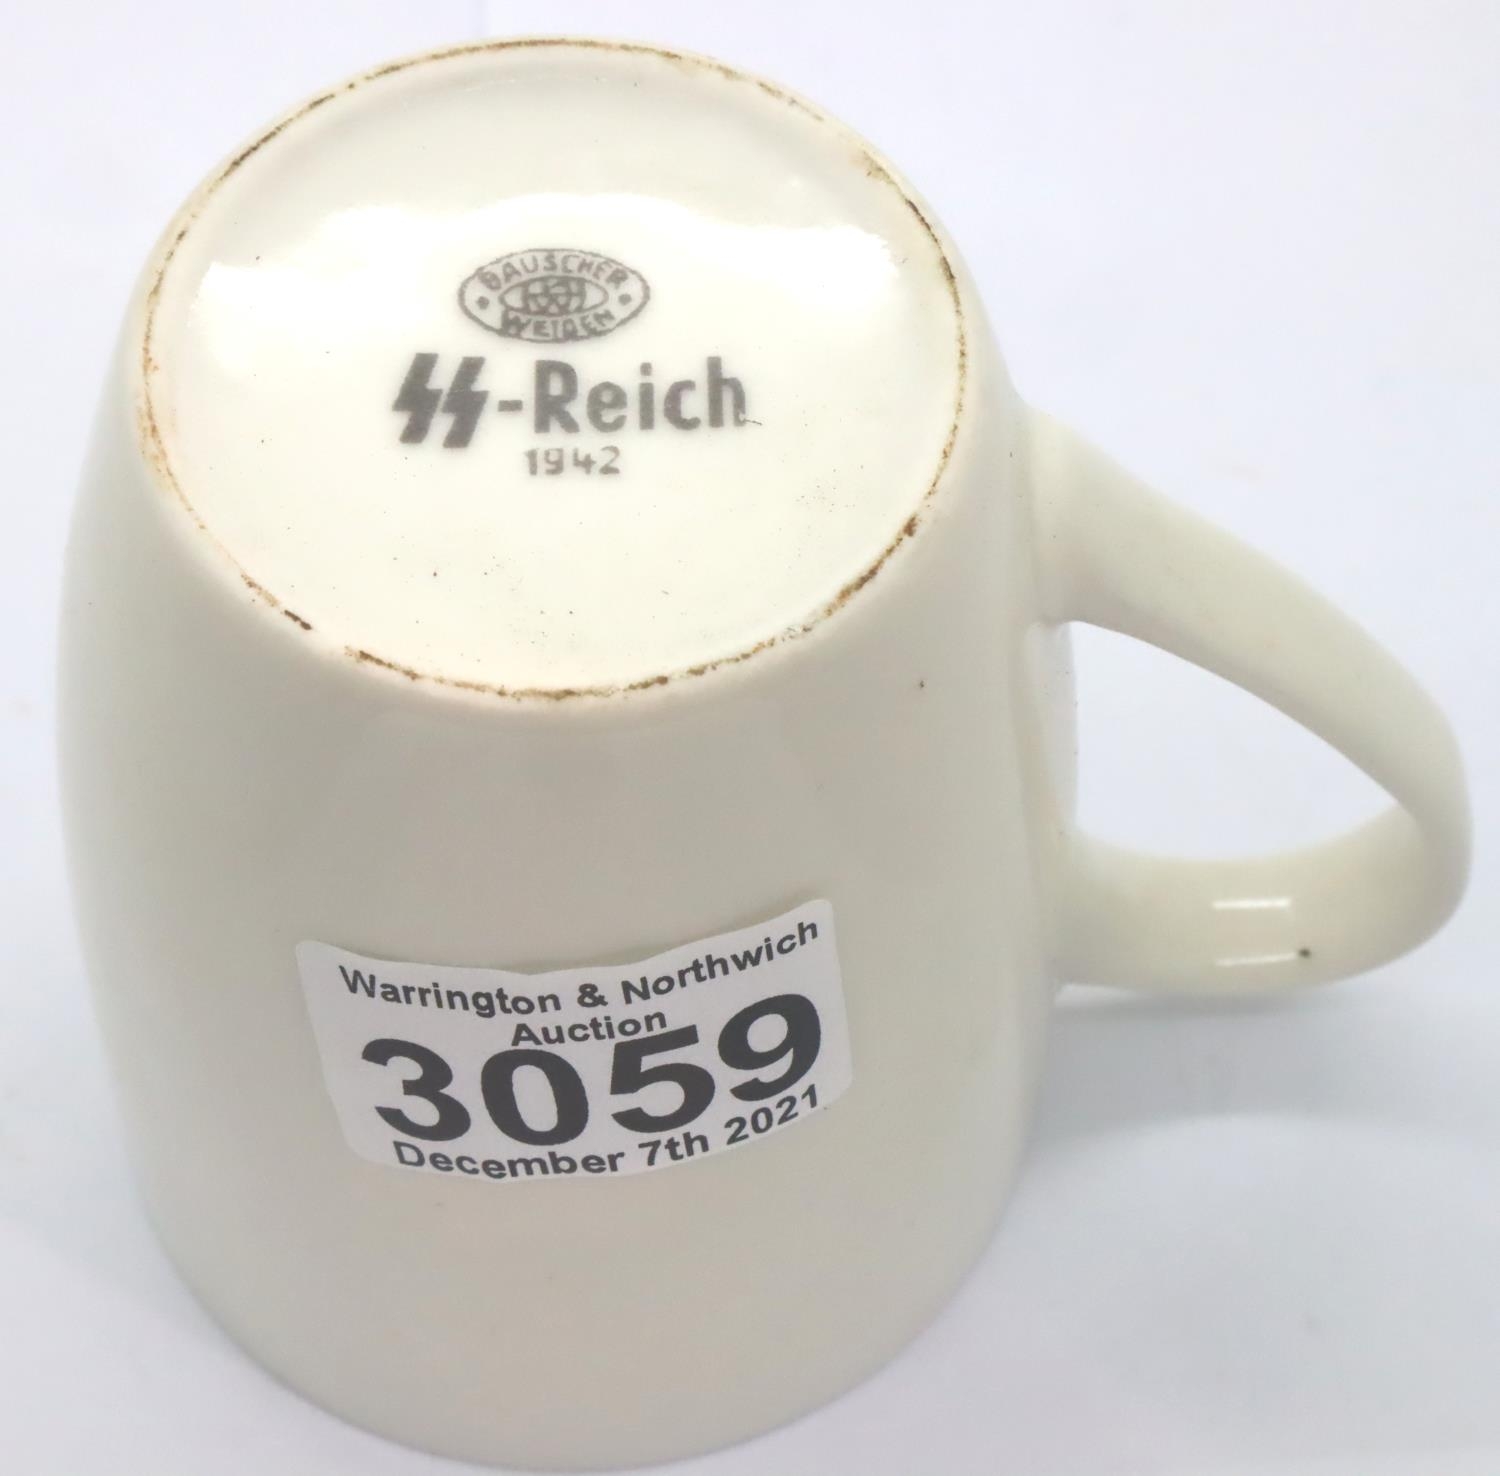 BAUSCHER
WEIDEN
SS-Reich
1942
Warrington & Northwich
Auction
3059
December 7th 2021